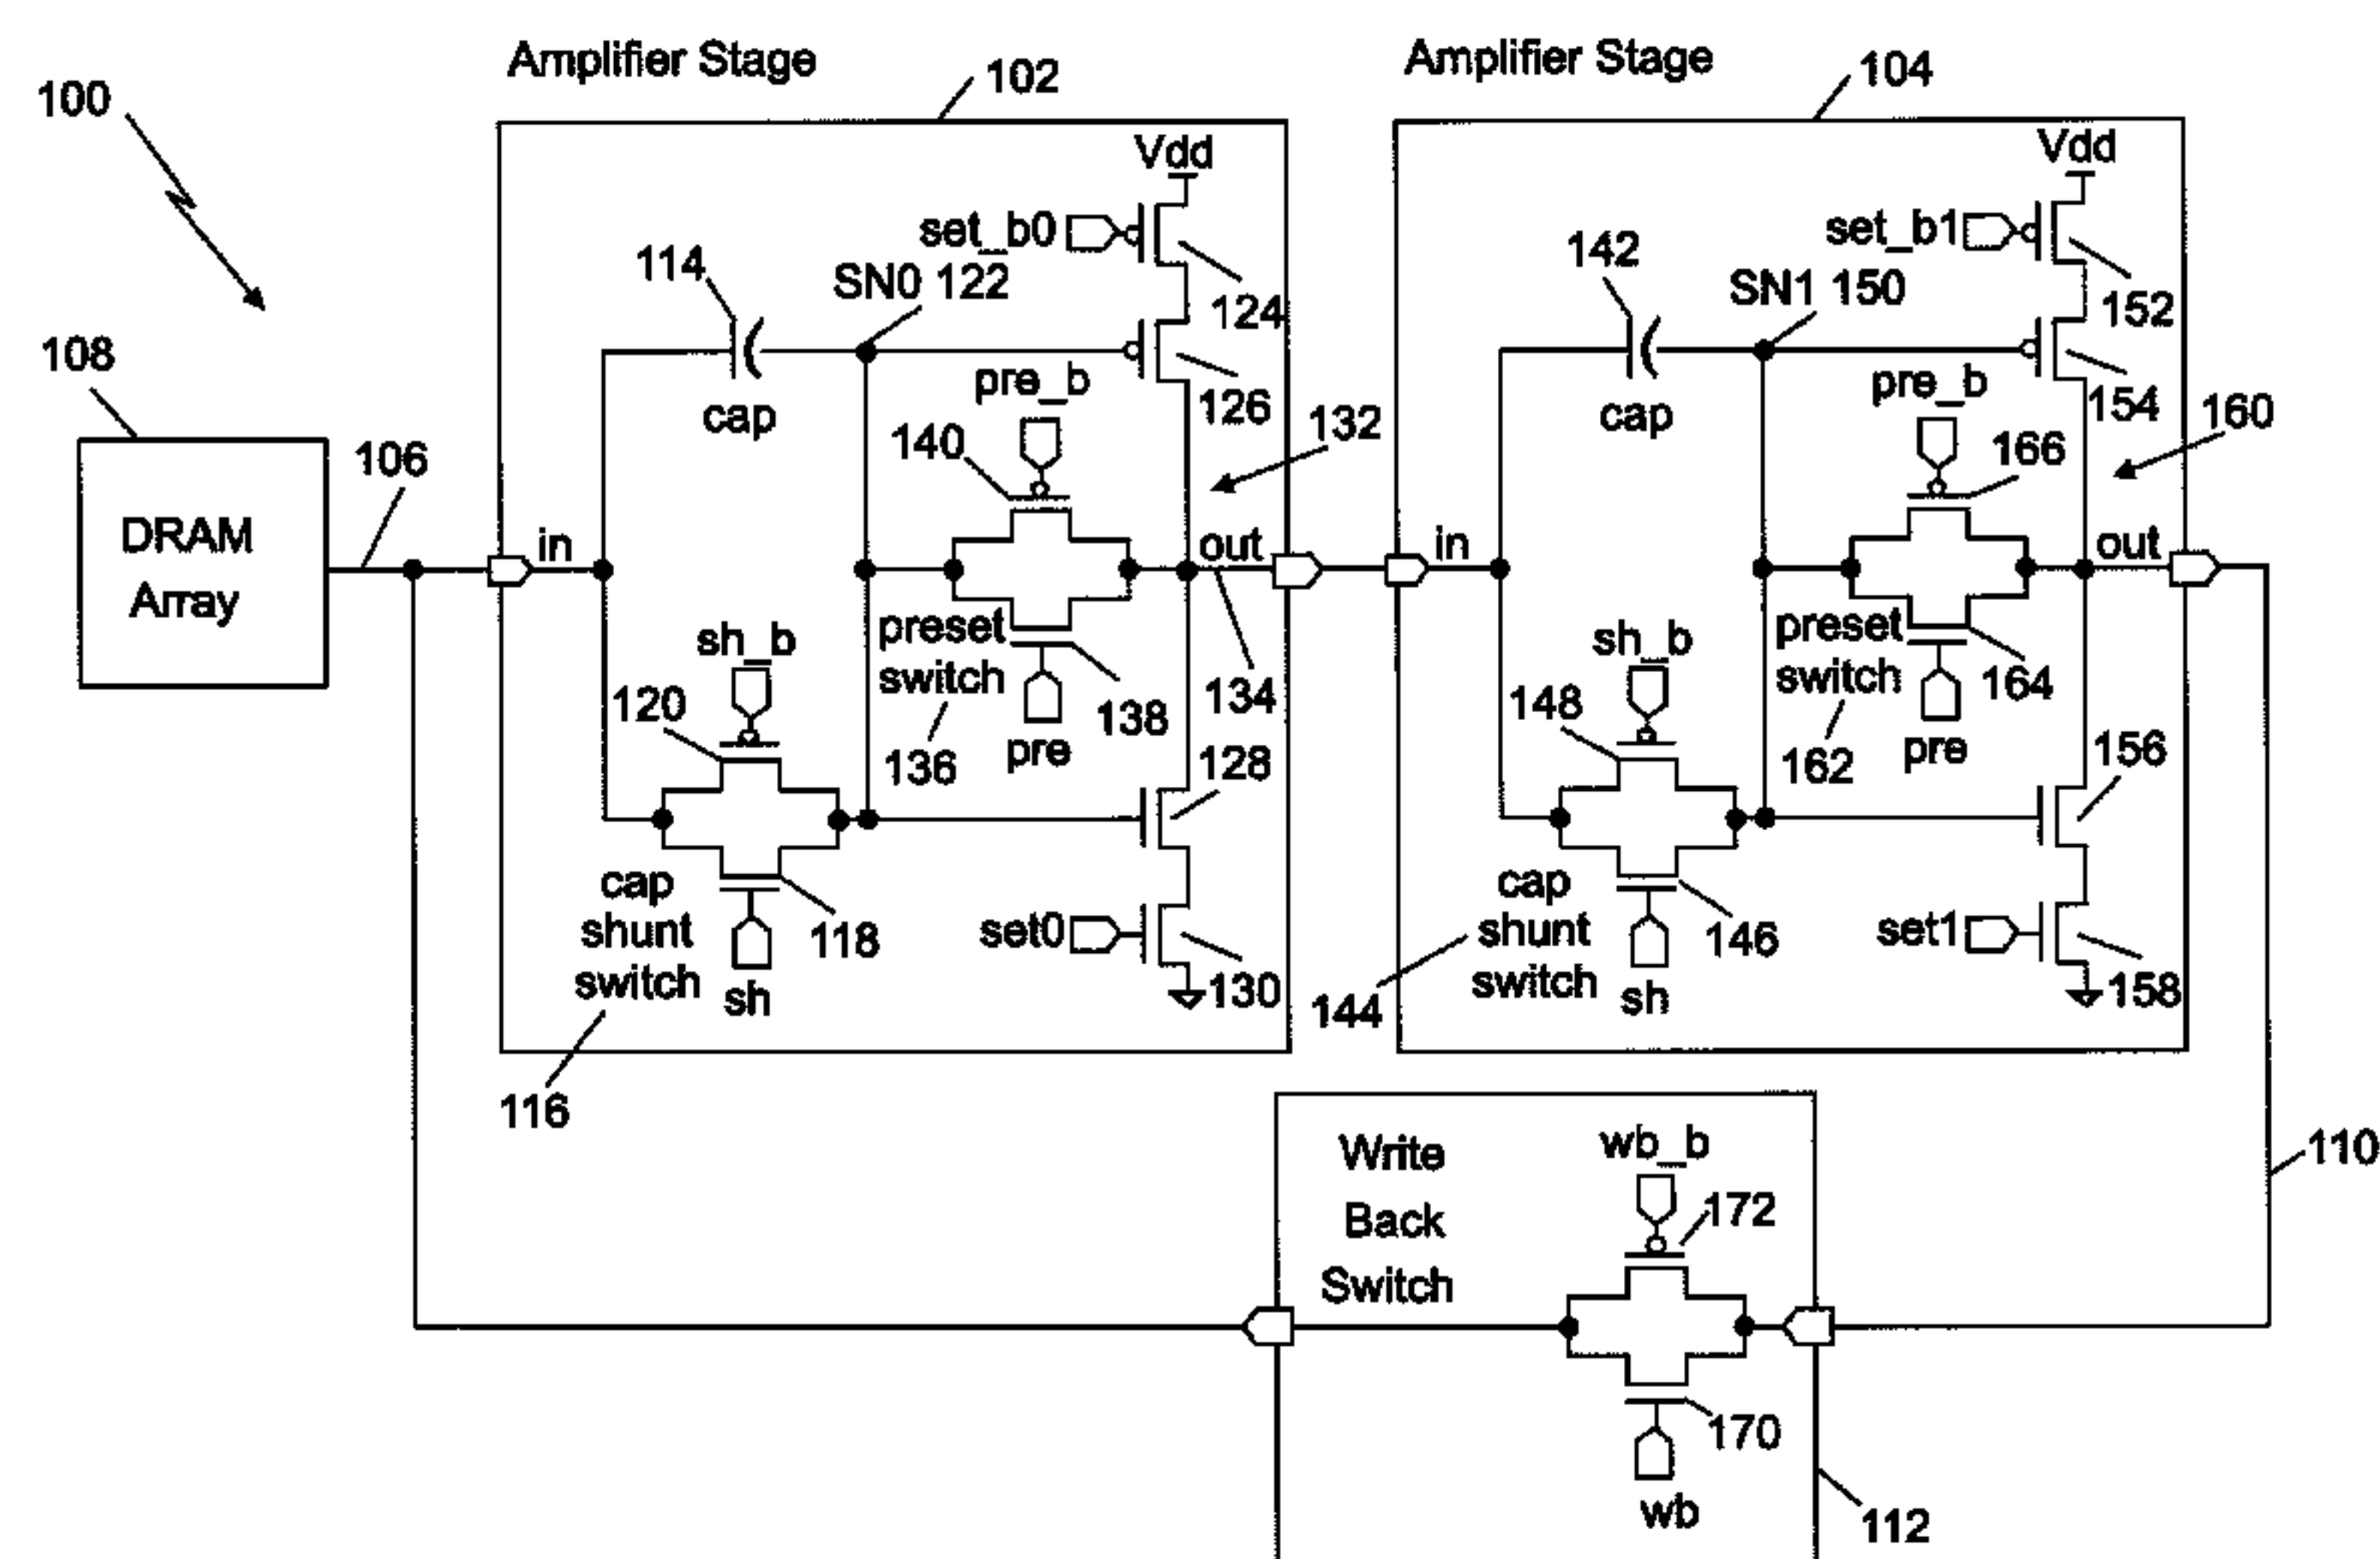 Amplifier Stage
102
Amplifier Stage
104
100
Vdd
Vdd
set_b0
set_b1
114
SN0 122
124
142
SN1 150
152
108
pre_b
126
pre_b
154
cap
cap
140
132
166
160
106
DRAM
Array
in
out
in
out
sh_b
preset
switch
134
sh_b
preset
switch
164
120
138
148
136
pre
128
162
pre
156
cap
shunt
switch
118
set0
cap
shunt
switch
146
set1
sh
130
144
sh
158
116
Write
Back
Switch
wb_b
110
172
170
wb
112